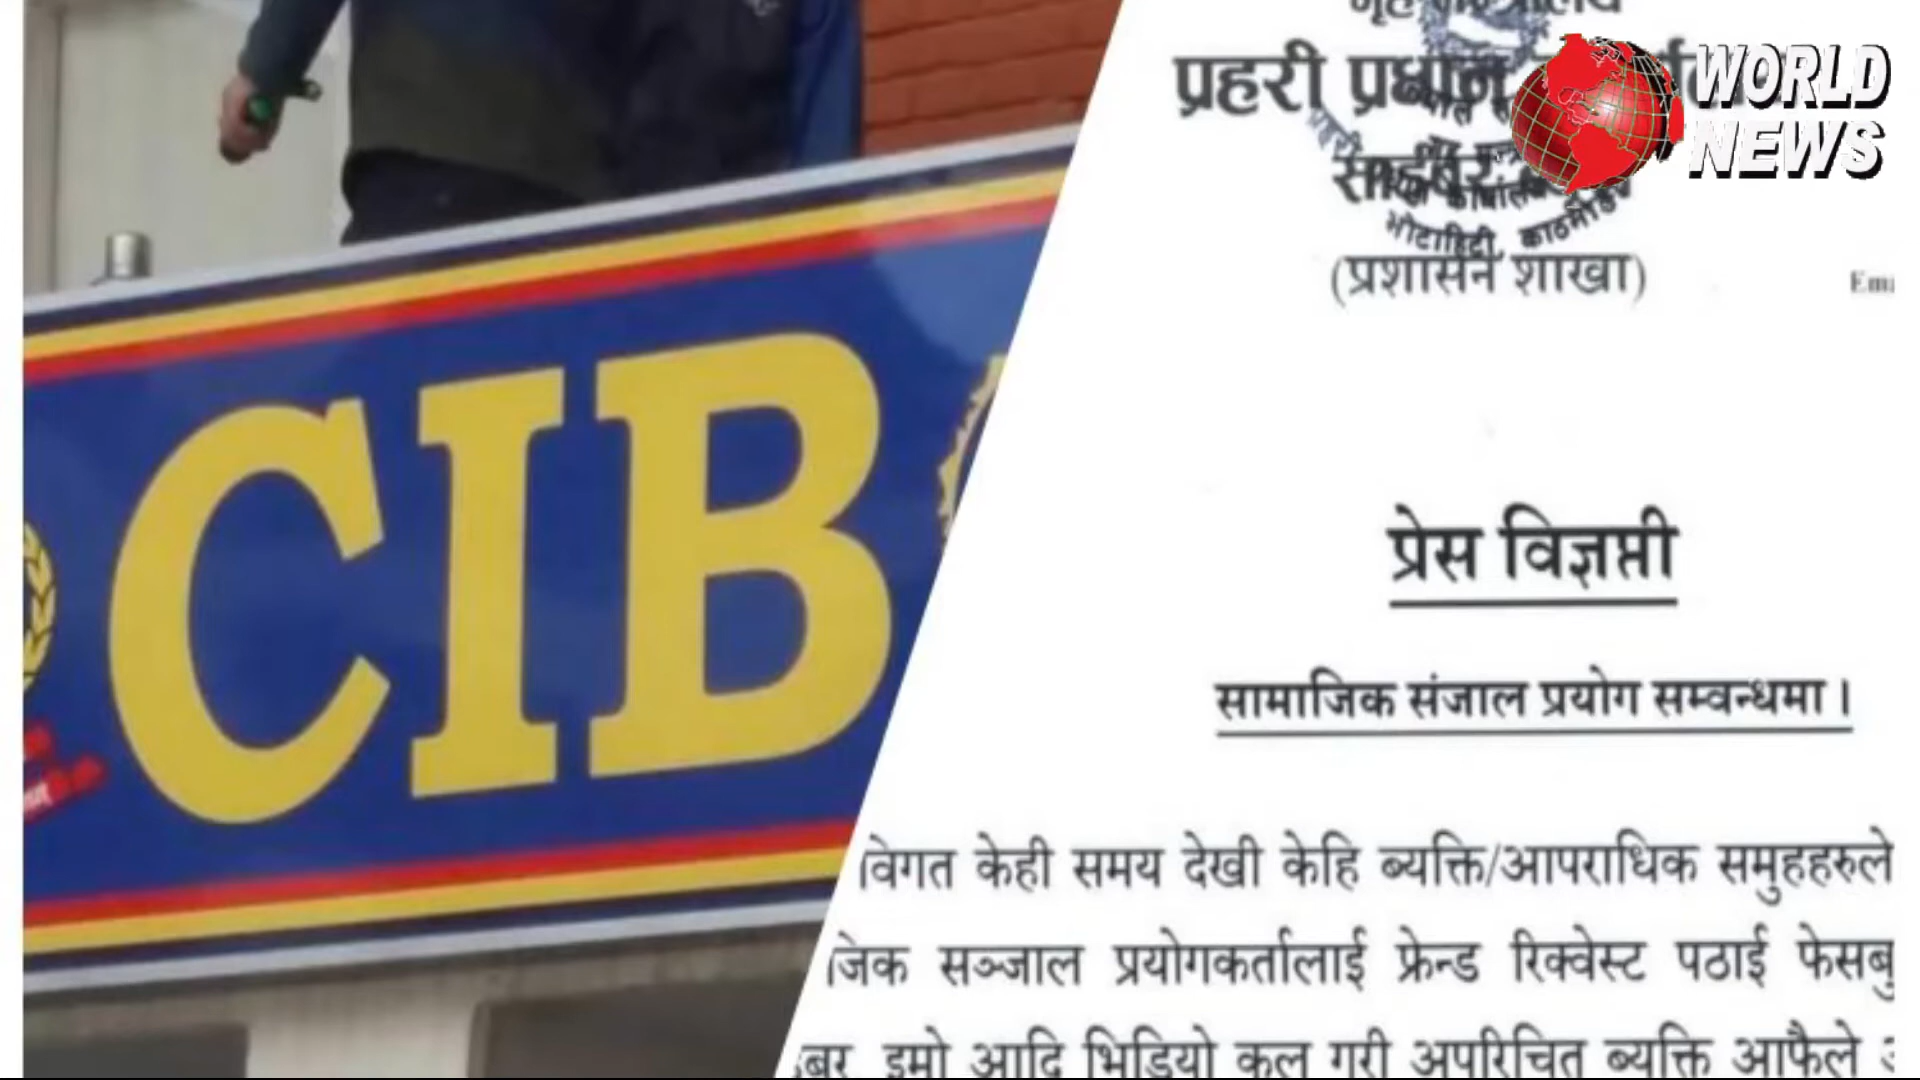 CIB
प्रहरी प्रधान
WORLD
NEWS
भोटाहिटी, काठमाडौं
(प्रशासन शाखा)
प्रेस विज्ञप्ती
सामाजिक संजाल प्रयोग सम्वन्धमा ।
विगत केही समय देखी केहि ब्यक्ति/आपराधिक समुहहरुले
जिक सञ्जाल प्रयोगकर्तालाई फ्रेन्ड रिक्वेस्ट पठाई फेसबु
इमो आदि भिडियो कल गरी अपरिचित ब्यक्ति आफैले